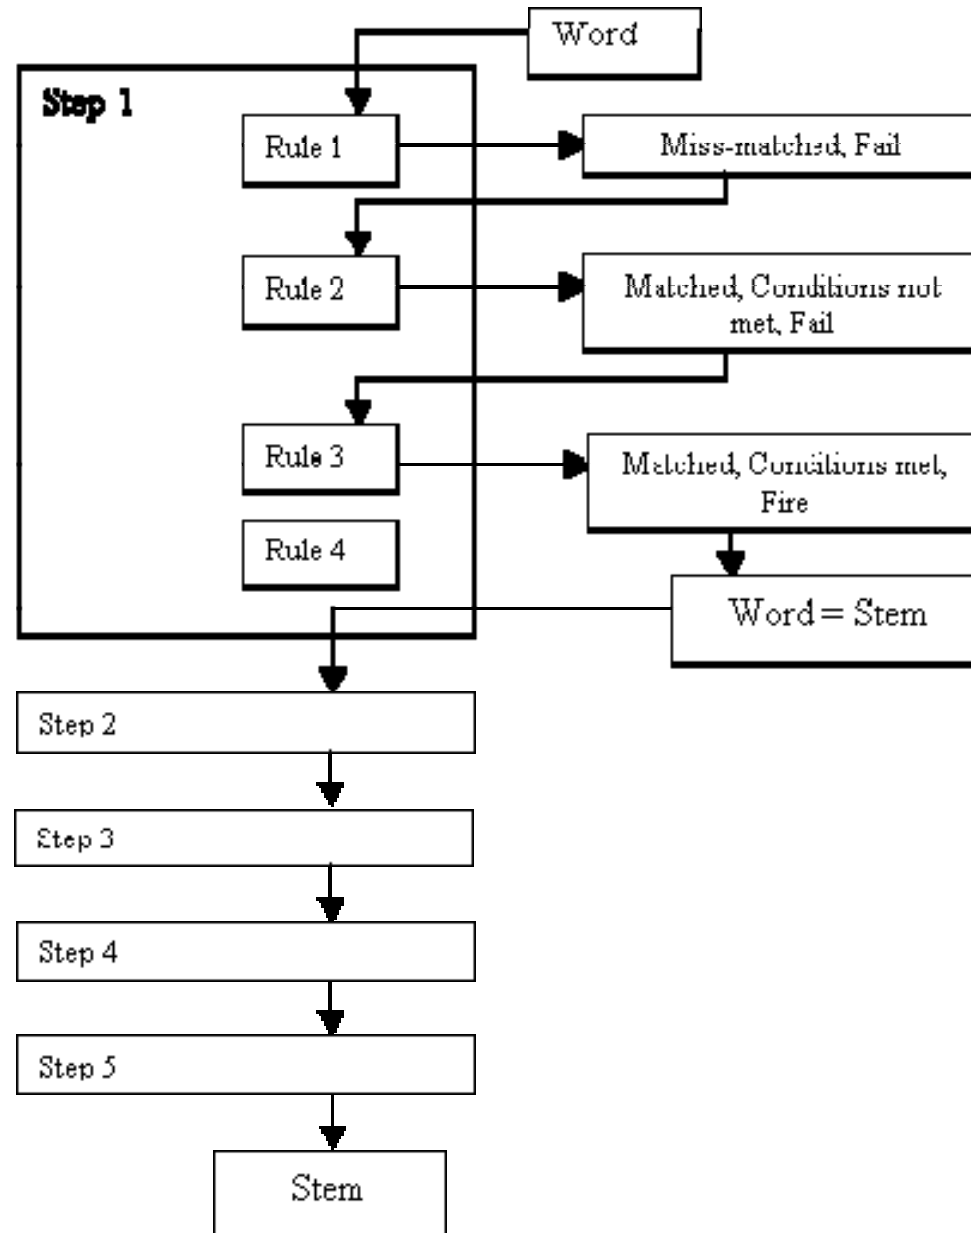 Word
Step 1
Rule 1
Miss-matched, Fail
Rule 2
Matched, Conditions not
met, Fail
Rule 3
Matched, Conditions met,
Fire
Rule 4
Word = Stem
Step 2
Step 3
Step 4
Step 5
Stem